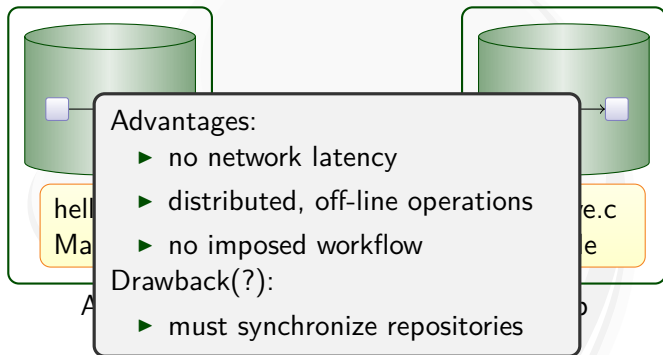 Advantages:
▶ no network latency
▶ distributed, off-line operations
▶ no imposed workflow
Drawback(?):
▶ must synchronize repositories